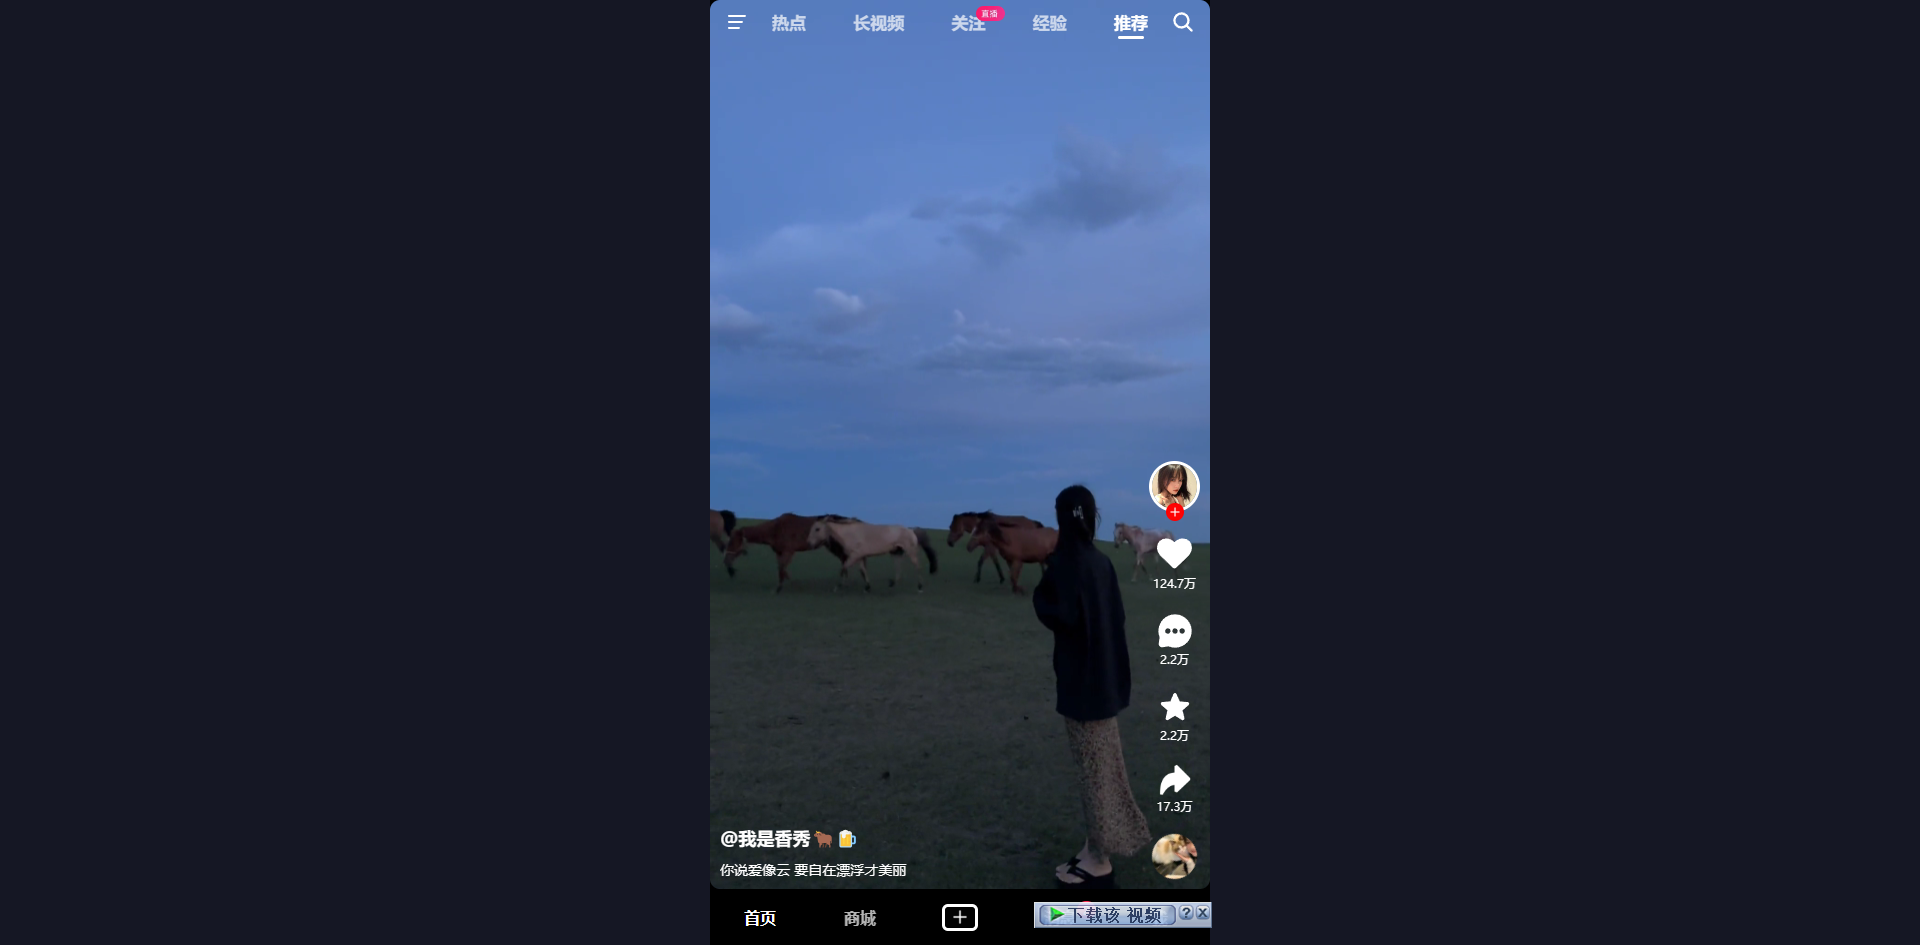 热点 长视频 关注 直播 经验 推荐
124.7万
2.2万
2.2万
17.3万
@我是香秀🐂🍺
你说爱像云 要自在漂浮才美丽
首页 商城 下载该 视频 ? X